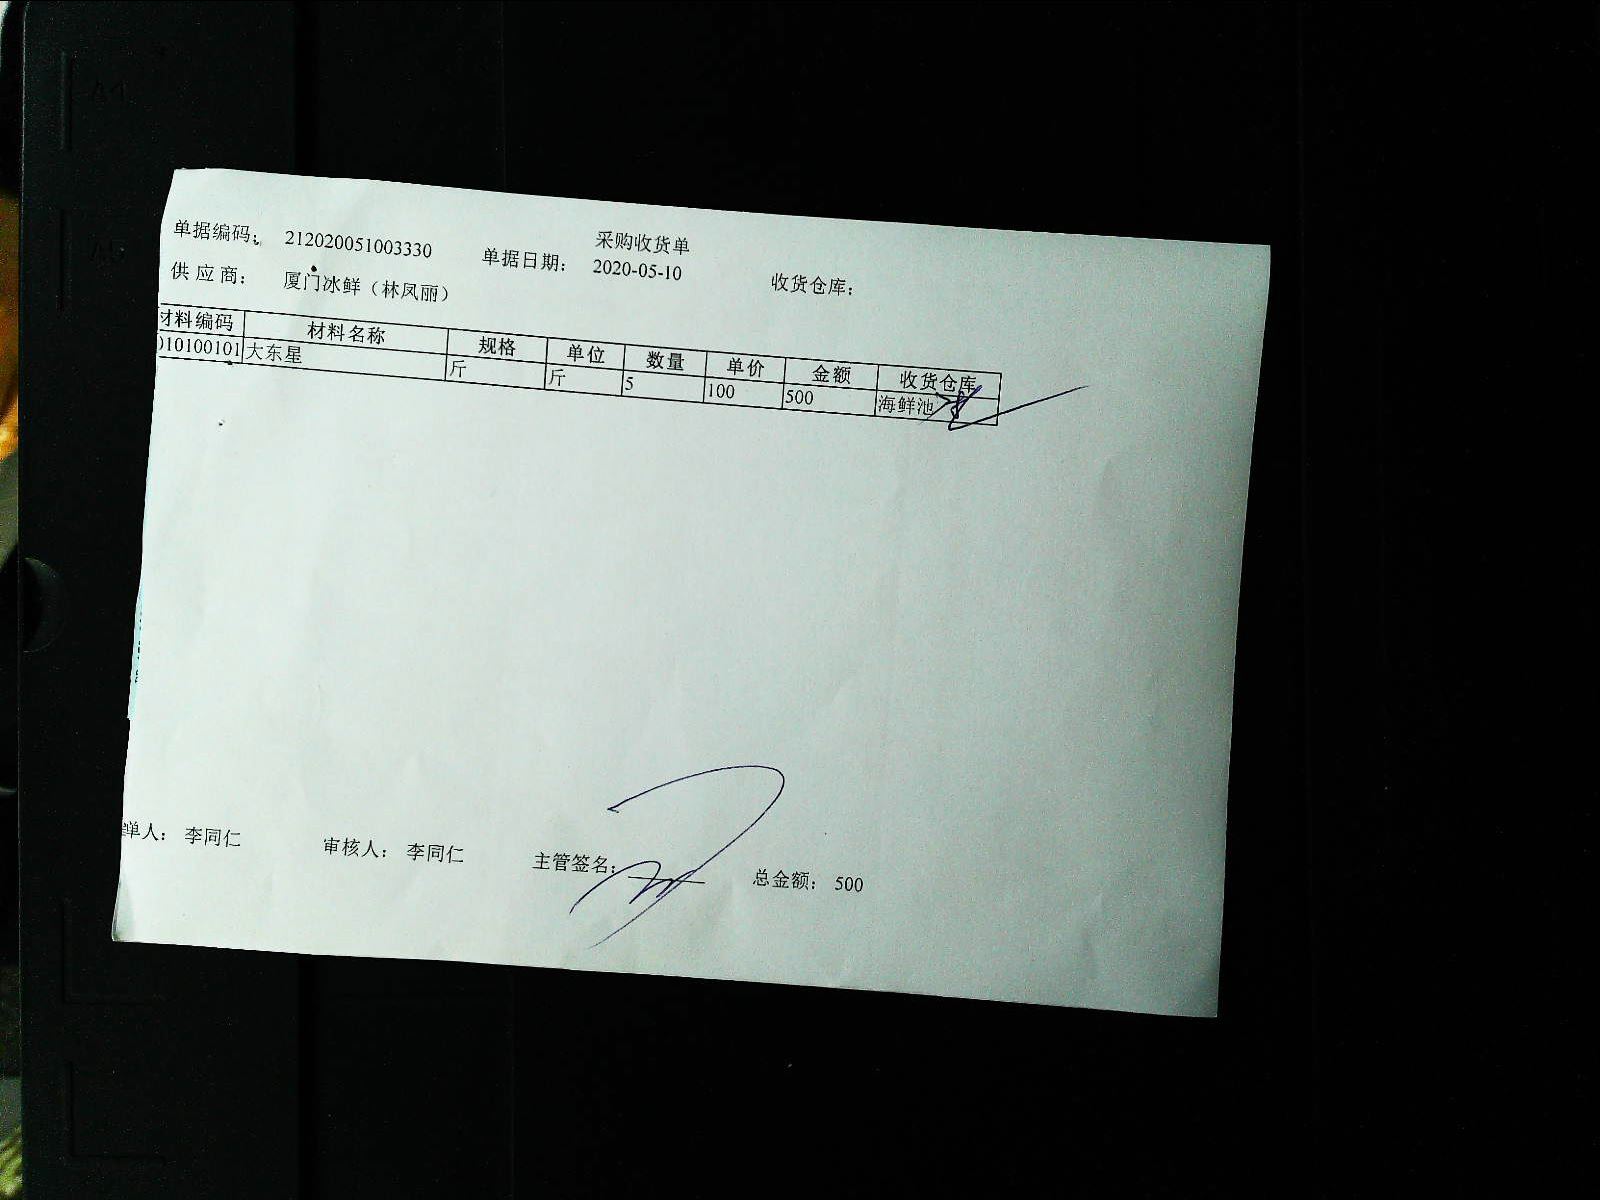 采购收货单
单据编码: 212020051003330 单据日期: 2020-05-10 收货仓库:
供 应 商: 厦门冰鲜（林凤丽）
材料编码 材料名称 规格 单位 数量 单价 金额 收货仓库
010100101 大东星 斤 斤 5 100 500 海鲜池
单人: 李同仁 审核人: 李同仁 主管签名: 总金额: 500